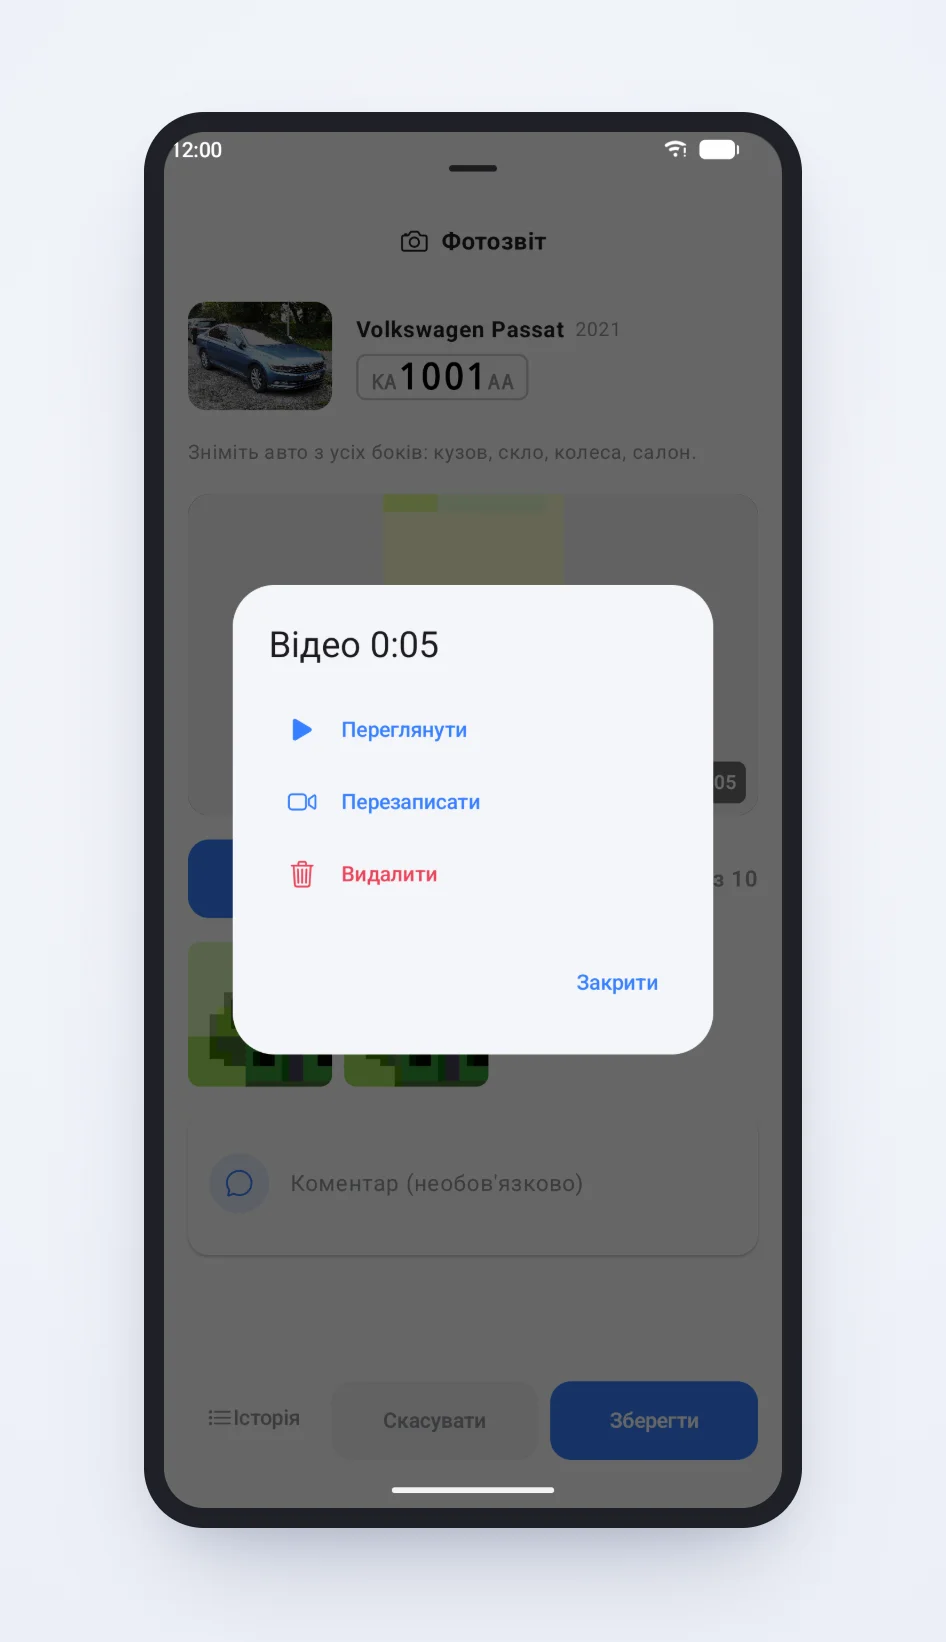 12:00
Фотозвіт
Volkswagen Passat 2021
KA 1001 AA
Зніміть авто з усіх боків: кузов, скло, колеса, салон.
Відео 0:05
Переглянути
05
Перезаписати
Видалити
з 10
Закрити
Коментар (необов'язково)
Історія
Скасувати
Зберегти